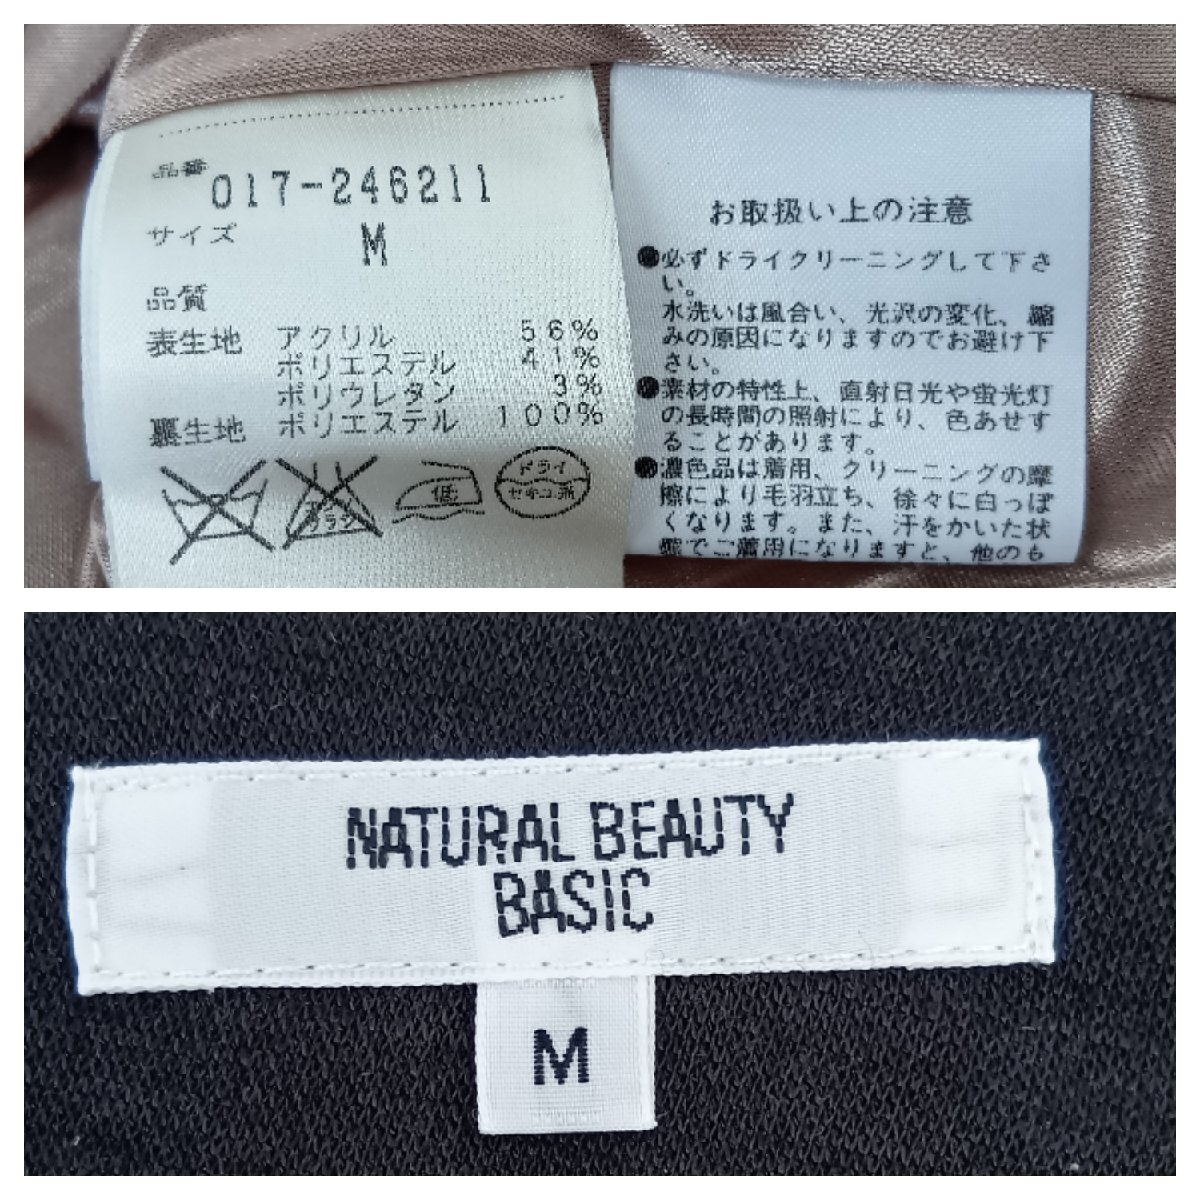 品番 017-246211
サイズ M
品質
表生地 アクリル 56%
ポリエステル 41%
ポリウレタン 3%
裏生地 ポリエステル 100%
低
ドライ
セキユ系
お取扱い上の注意
●必ずドライクリーニングして下さ
い。
水洗いは風合い、光沢の変化、縮
みの原因になりますのでお避け下
さい。
●素材の特性上、直射日光や蛍光灯
の長時間の照射により、色あせす
ることがあります。
●濃色品は着用、クリーニングの摩
擦により毛羽立ち、徐々に白っぽ
くなります。また、汗をかいた状
態でご着用になりますと、他のも
NATURAL BEAUTY
BASIC
M